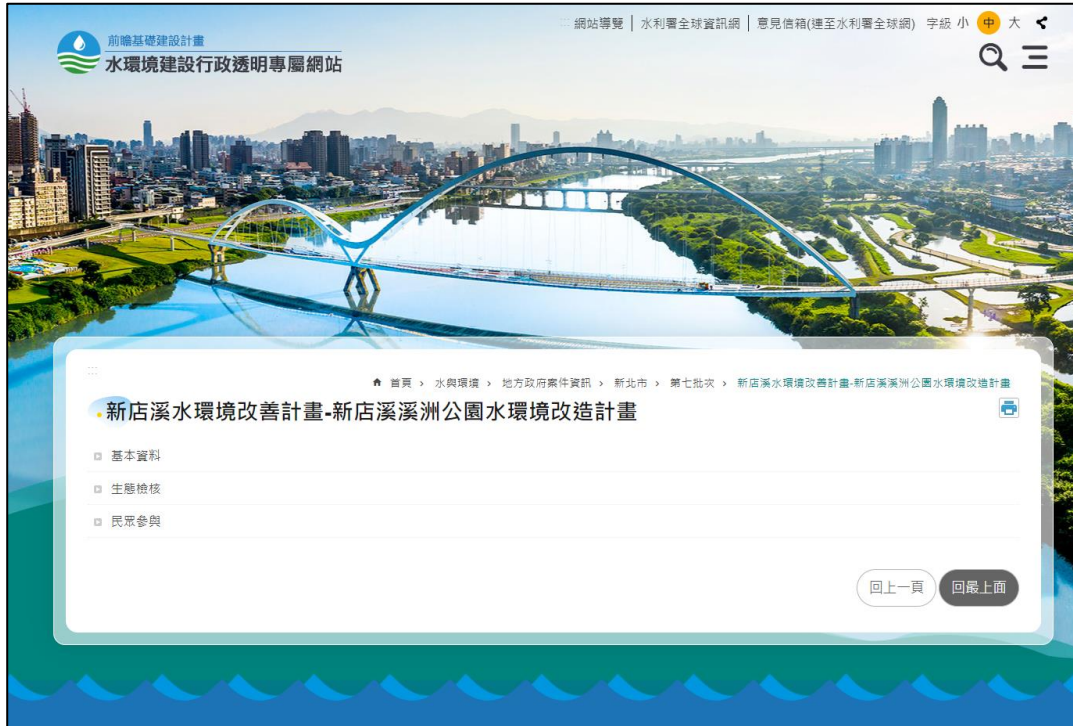 網站導覽 | 水利署全球資訊網 | 意見信箱(連至水利署全球網) 字級 小 中 大
前瞻基礎建設計畫
水環境建設行政透明專屬網站
首頁 › 水與環境 › 地方政府案件資訊 › 新北市 › 第七批次 › 新店溪水環境改善計畫-新店溪溪洲公園水環境改造計畫
新店溪水環境改善計畫-新店溪溪洲公園水環境改造計畫
基本資料
生態檢核
民眾參與
回上一頁 回最上面